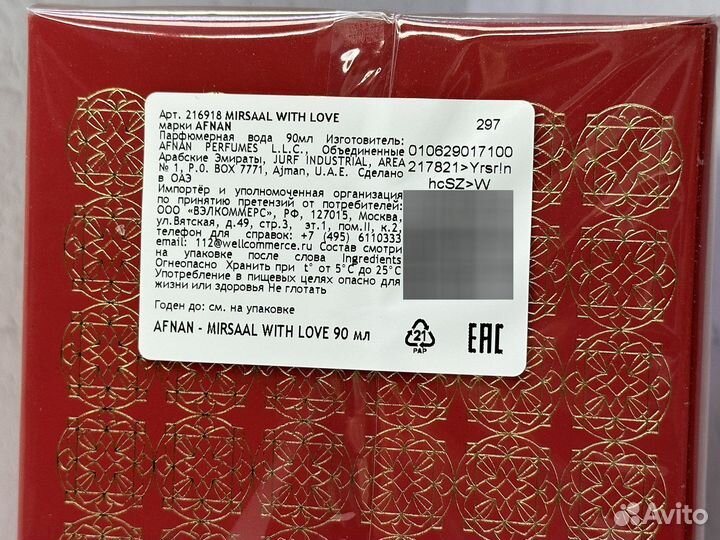 Арт. 216918 MIRSAAL WITH LOVE
марки AFNAN
Парфюмерная вода 90мл Изготовитель:
AFNAN PERFUMES L.L.C., Объединенные
Арабские Эмираты, JURF INDUSTRIAL, AREA
№ 1, P.O. BOX 7771, Ajman, U.A.E. Сделано
в ОАЭ
Импортёр и уполномоченная организация
по принятию претензий от потребителей:
ООО «ВЭЛКОММЕРС», РФ, 127015, Москва,
ул.Вятская, д.49, стр.3, эт.1, пом.II, к.2,
телефон для справок: +7 (495) 6110333
email: 112@wellcommerce.ru Состав смотри
на упаковке после слова Ingredients
Огнеопасно Хранить при t° от 5°C до 25°C
Употребление в пищевых целях опасно для
жизни или здоровья Не глотать
Годен до: см. на упаковке
AFNAN - MIRSAAL WITH LOVE 90 мл
297
010629017100
217821>Yrsr!n
hcSZ>W
21
PAP
EAC
Avito